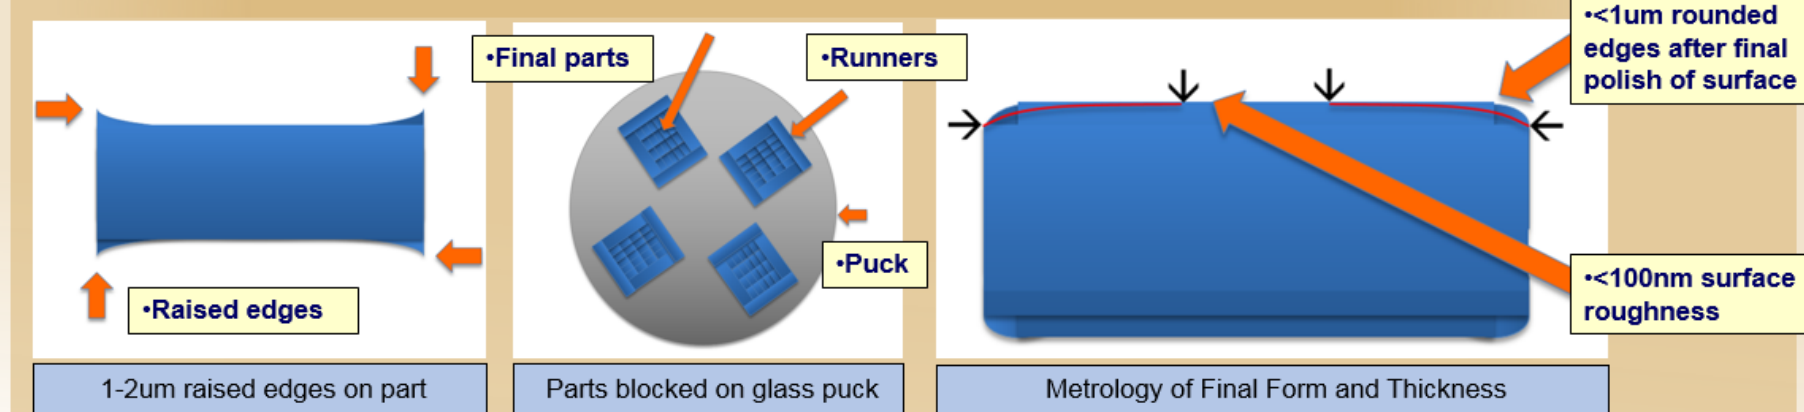 •Raised edges
1-2um raised edges on part
•Final parts
•Runners
•Puck
Parts blocked on glass puck
•<1um rounded
edges after final
polish of surface
•<100nm surface
roughness
Metrology of Final Form and Thickness